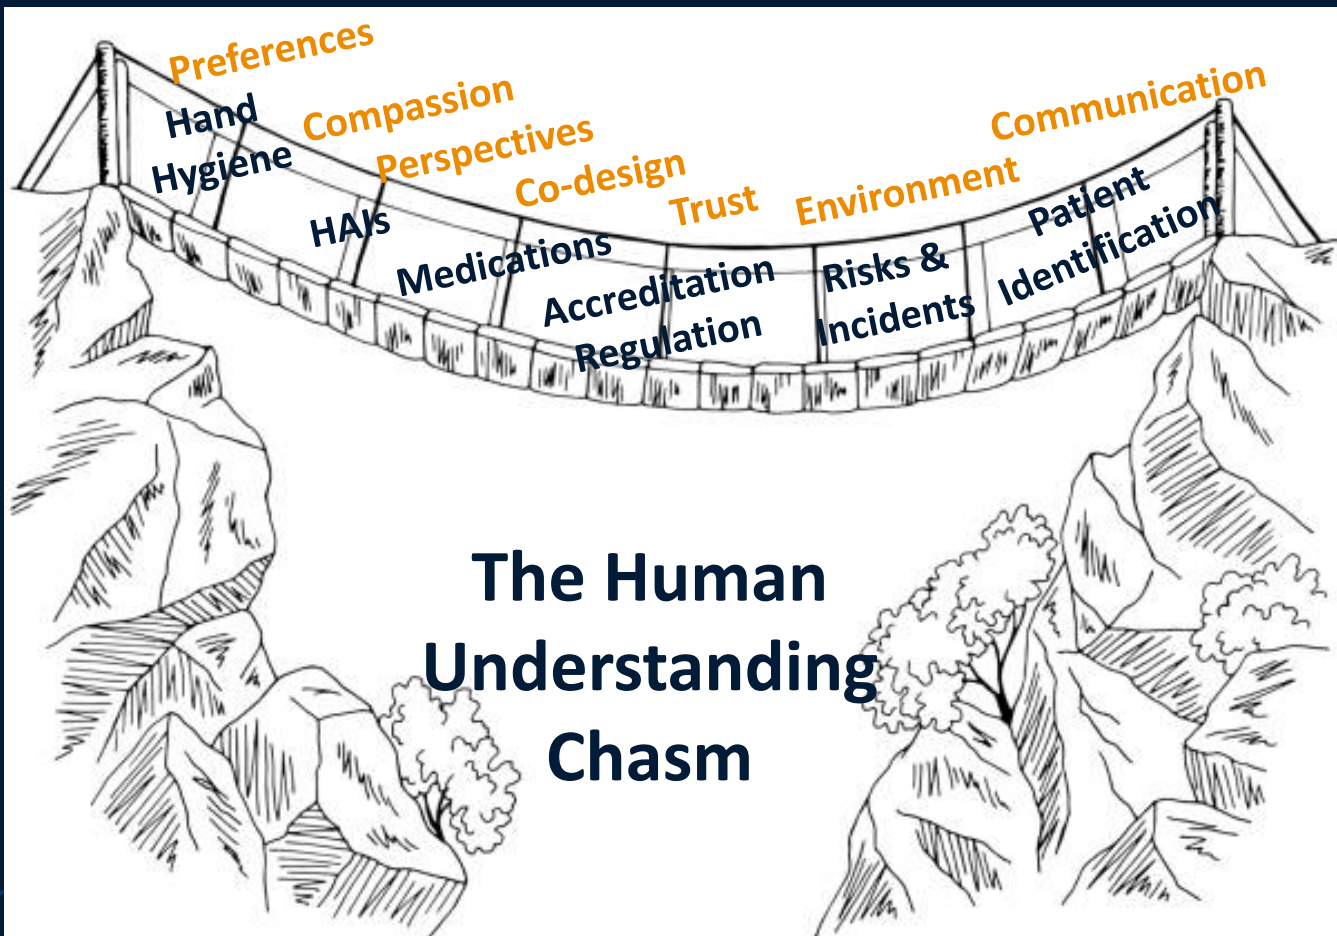 Preferences
Hand
Hygiene
Compassion
Perspectives
Co-design
Trust
Environment
Communication
HAIs
Medications
Accreditation
Regulation
Risks &
Incidents
Patient
Identification
The Human
Understanding
Chasm